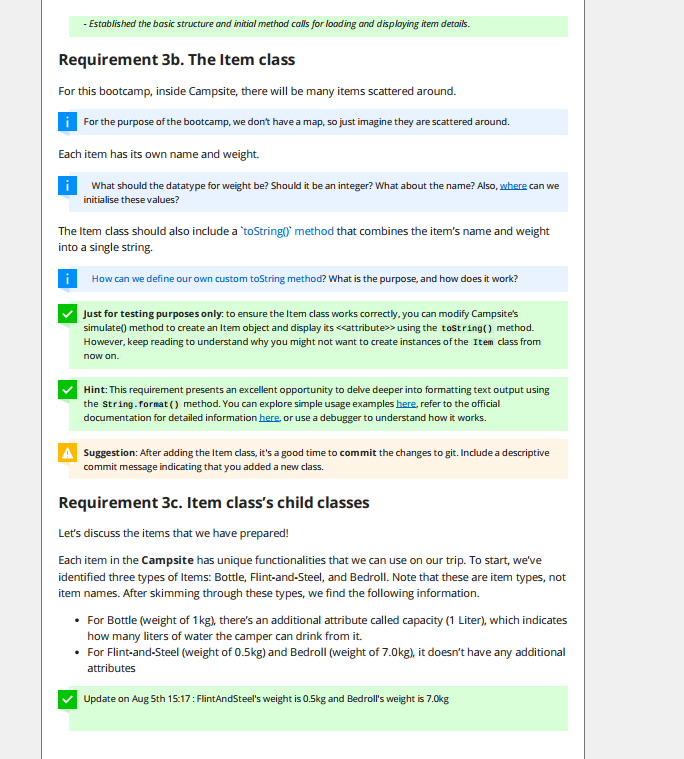 - Established the basic structure and initial method calls for loading and displaying item details.
Requirement 3b. The Item class
For this bootcamp, inside Campsite, there will be many items scattered around.
For the purpose of the bootcamp, we don't have a map, so just imagine they are scattered around.
Each item has its own name and weight.
What should the datatype for weight be? Should it be an integer? What about the name? Also, where can we
initialise these values?
The Item class should also include a `toString()` method that combines the item's name and weight
into a single string.
How can we define our own custom toString method? What is the purpose, and how does it work?
Just for testing purposes only: to ensure the Item class works correctly, you can modify Campsite's
simulate() method to create an Item object and display its <<attribute>> using the toString() method.
However, keep reading to understand why you might not want to create instances of the Item class from
now on.
Hint: This requirement presents an excellent opportunity to delve deeper into formatting text output using
the String.format() method. You can explore simple usage examples here, refer to the official
documentation for detailed information here, or use a debugger to understand how it works.
Suggestion: After adding the Item class, it's a good time to commit the changes to git. Include a descriptive
commit message indicating that you added a new class.
Requirement 3c. Item class's child classes
Let's discuss the items that we have prepared!
Each item in the Campsite has unique functionalities that we can use on our trip. To start, we've
identified three types of Items: Bottle, Flint-and-Steel, and Bedroll. Note that these are item types, not
item names. After skimming through these types, we find the following information.
• For Bottle (weight of 1kg), there's an additional attribute called capacity (1 Liter), which indicates
how many liters of water the camper can drink from it.
• For Flint-and-Steel (weight of 0.5kg) and Bedroll (weight of 7.0kg), it doesn't have any additional
attributes
Update on Aug 5th 15:17 : FlintAndSteel's weight is 0.5kg and Bedroll's weight is 7.0kg